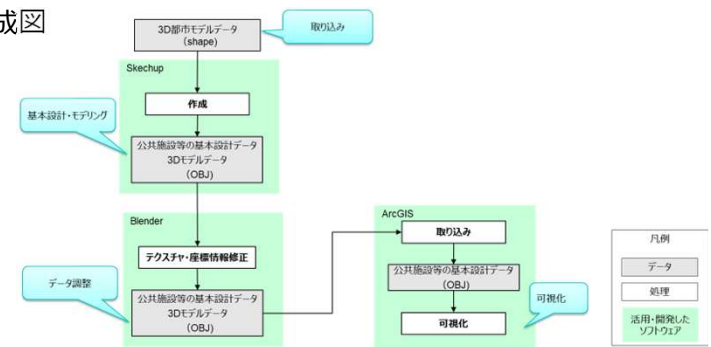 成図
3D都市モデルデータ
(shape)
取り込み
Skechup
作成
基本設計・モデリング
公共施設等の基本設計データ
3Dモデルデータ
(OBJ)
Blender
テクスチャ・座標情報修正
データ調整
公共施設等の基本設計データ
3Dモデルデータ
(OBJ)
ArcGIS
取り込み
公共施設等の基本設計データ
(OBJ)
可視化
可視化
凡例
データ
処理
活用・開発した
ソフトウェア